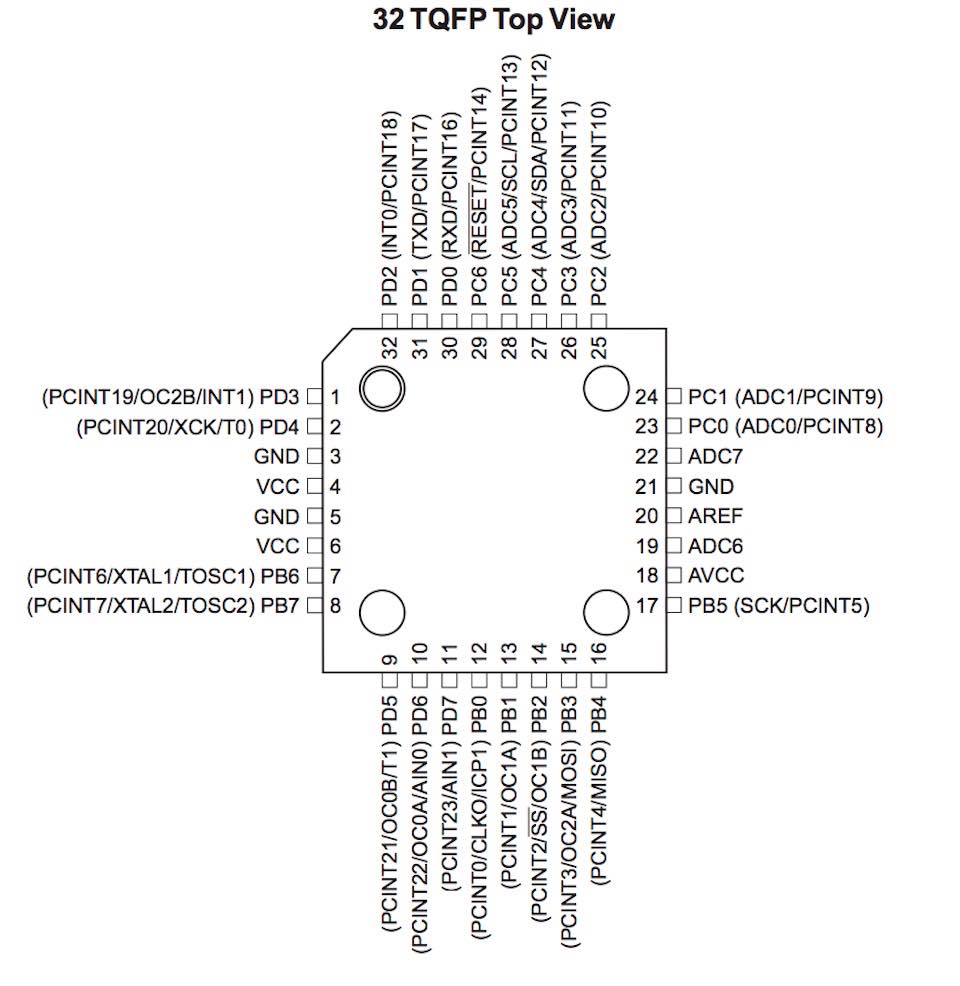 32 TQFP Top View
PD2 (INT0/PCINT18)
PD1 (TXD/PCINT17)
PD0 (RXD/PCINT16)
PC6 (RESET/PCINT14)
PC5 (ADC5/SCL/PCINT13)
PC4 (ADC4/SDA/PCINT12)
PC3 (ADC3/PCINT11)
PC2 (ADC2/PCINT10)
32
31
30
29
28
27
26
25
(PCINT19/OC2B/INT1) PD3 1
(PCINT20/XCK/T0) PD4 2
GND 3
VCC 4
GND 5
VCC 6
(PCINT6/XTAL1/TOSC1) PB6 7
(PCINT7/XTAL2/TOSC2) PB7 8
24 PC1 (ADC1/PCINT9)
23 PC0 (ADC0/PCINT8)
22 ADC7
21 GND
20 AREF
19 ADC6
18 AVCC
17 PB5 (SCK/PCINT5)
9
10
11
12
13
14
15
16
(PCINT21/OC0B/T1) PD5
(PCINT22/OC0A/AIN0) PD6
(PCINT23/AIN1) PD7
(PCINT0/CLKO/ICP1) PB0
(PCINT1/OC1A) PB1
(PCINT2/SS/OC1B) PB2
(PCINT3/OC2A/MOSI) PB3
(PCINT4/MISO) PB4